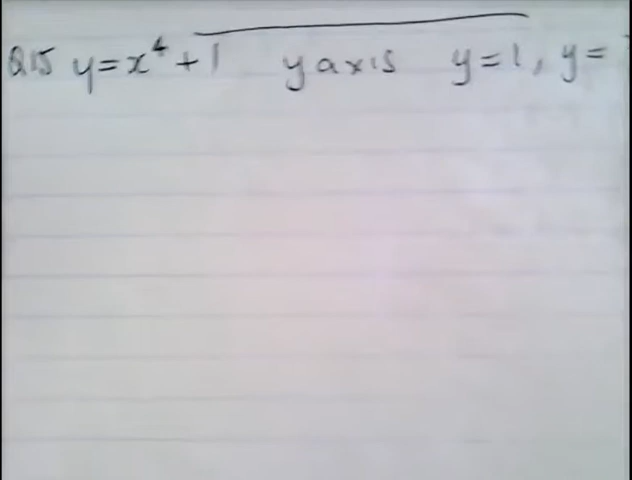 Q15 y=x⁴+1 y axis y=1, y=